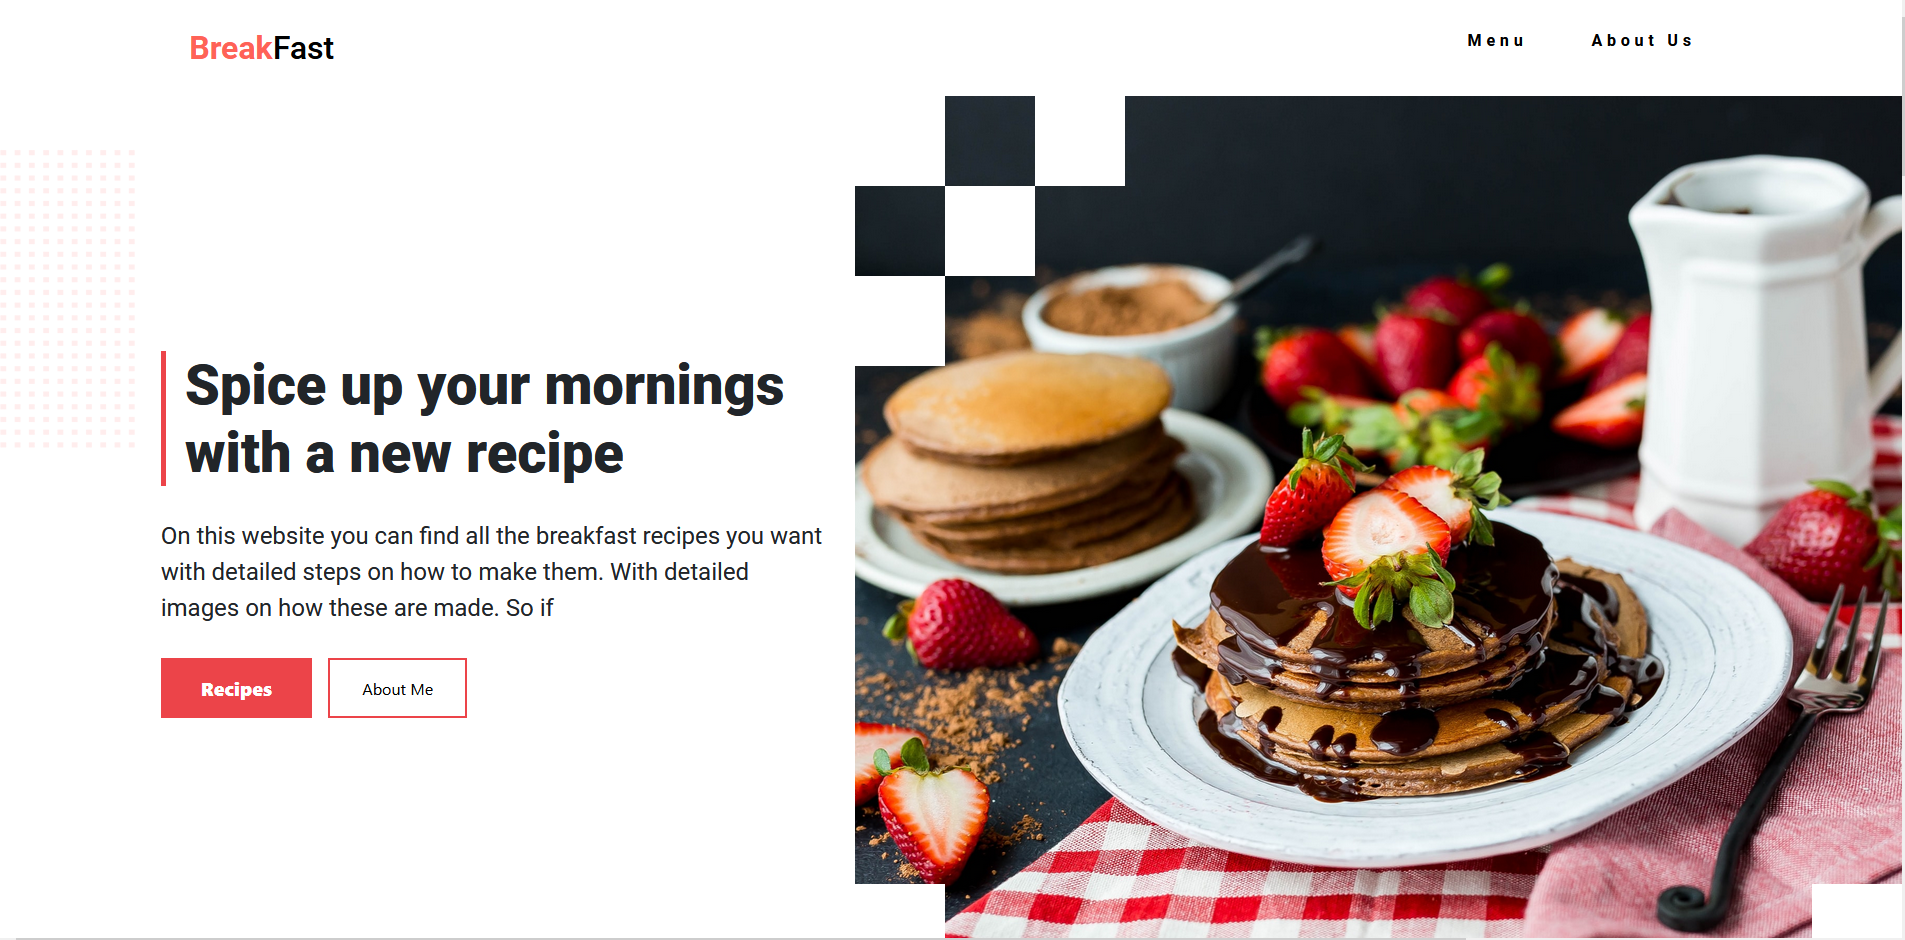 BreakFast
Menu
About Us
Spice up your mornings
with a new recipe
On this website you can find all the breakfast recipes you want
with detailed steps on how to make them. With detailed
images on how these are made. So if
Recipes
About Me